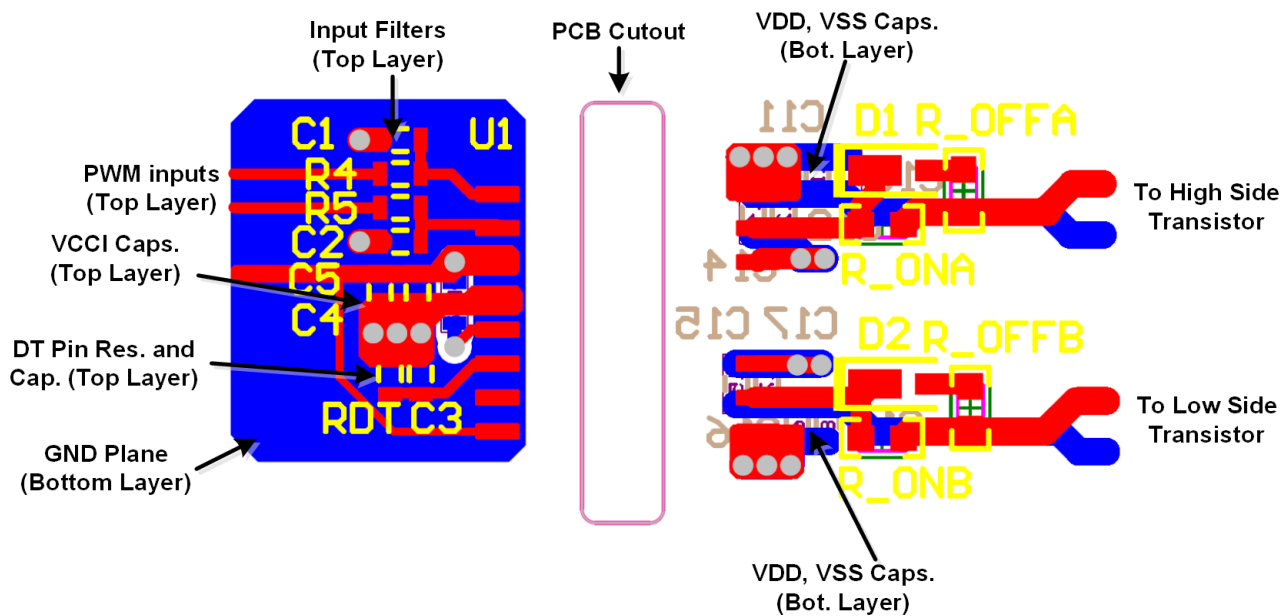 Input Filters
(Top Layer)
PCB Cutout
VDD, VSS Caps.
(Bot. Layer)
C11
D1 R_OFFA
C1
U1
PWM inputs
(Top Layer)
R4
R5
To High Side
Transistor
C2
VCCI Caps.
(Top Layer)
C5
C4
R_ONA
C15
C17
D2 R_OFFB
DT Pin Res. and
Cap. (Top Layer)
RDT C3
To Low Side
Transistor
GND Plane
(Bottom Layer)
R_ONB
VDD, VSS Caps.
(Bot. Layer)